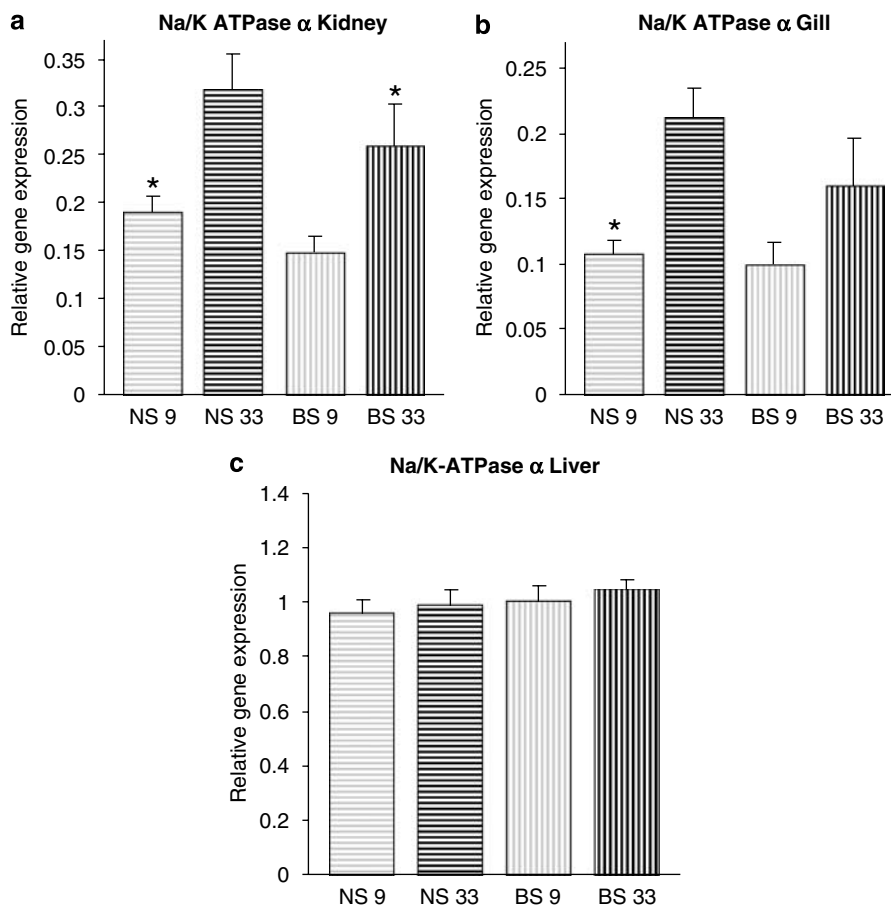 a
Na/K ATPase α Kidney
Relative gene expression
0.35
0.3
0.25
0.2
0.15
0.1
0.05
0
*
*
NS 9 NS 33 BS 9 BS 33
b
Na/K ATPase α Gill
Relative gene expression
0.25
0.2
0.15
0.1
0.05
0
*
NS 9 NS 33 BS 9 BS 33
c
Na/K-ATPase α Liver
Relative gene expression
1.4
1.2
1
0.8
0.6
0.4
0.2
0
NS 9 NS 33 BS 9 BS 33